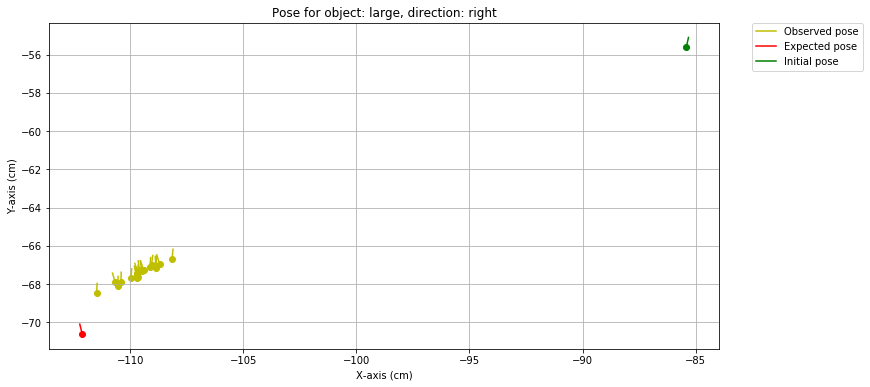 Pose for object: large, direction: right
Observed pose
Expected pose
Initial pose
Y-axis (cm)
−56
−58
−60
−62
−64
−66
−68
−70
−110
−105
−100
−95
−90
−85
X-axis (cm)